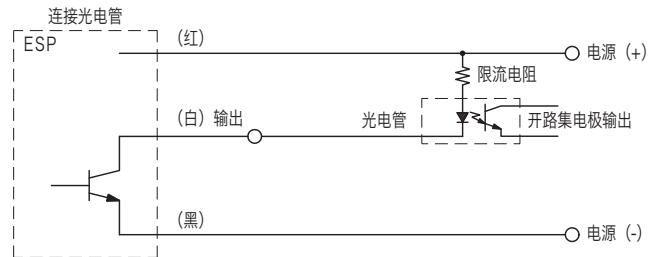 连接光电管
ESP
（红）
电源（+）
限流电阻
（白）输出
光电管
开路集电极输出
（黑）
电源（-）